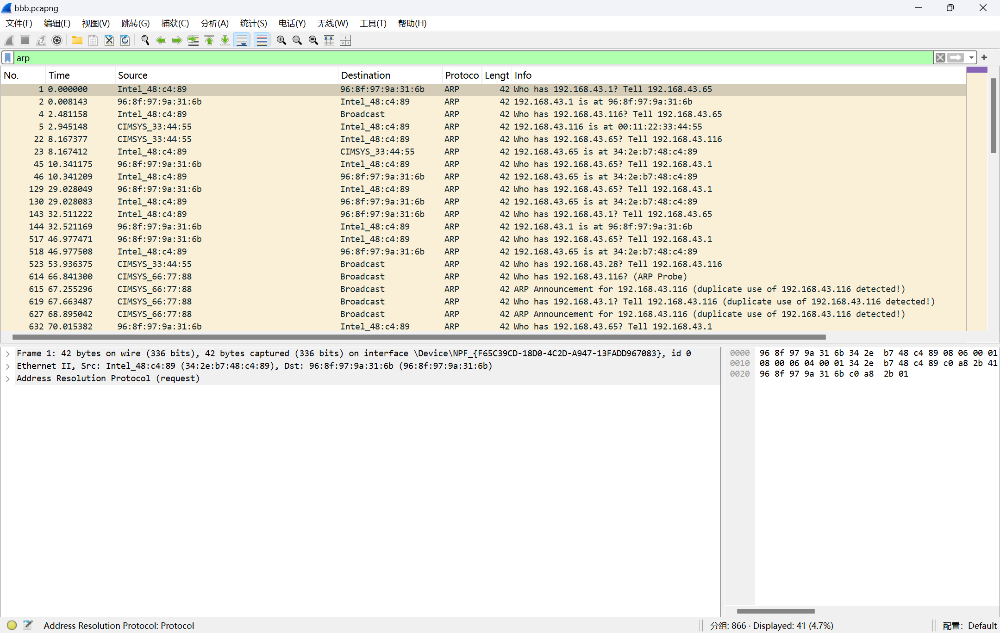 bbb.pcapng
文件(F) 编辑(E) 视图(V) 跳转(G) 捕获(C) 分析(A) 统计(S) 电话(Y) 无线(W) 工具(T) 帮助(H)
arp
No. Time Source Destination Protoco Lengt Info
1 0.000000 Intel_48:c4:89 96:8f:97:9a:31:6b ARP 42 Who has 192.168.43.1? Tell 192.168.43.65
2 0.008143 96:8f:97:9a:31:6b Intel_48:c4:89 ARP 42 192.168.43.1 is at 96:8f:97:9a:31:6b
4 2.481158 Intel_48:c4:89 Broadcast ARP 42 Who has 192.168.43.116? Tell 192.168.43.65
5 2.945148 CIMSYS_33:44:55 Intel_48:c4:89 ARP 42 192.168.43.116 is at 00:11:22:33:44:55
22 8.167377 CIMSYS_33:44:55 Intel_48:c4:89 ARP 42 Who has 192.168.43.65? Tell 192.168.43.116
23 8.167412 Intel_48:c4:89 CIMSYS_33:44:55 ARP 42 192.168.43.65 is at 34:2e:b7:48:c4:89
45 10.341175 96:8f:97:9a:31:6b Intel_48:c4:89 ARP 42 Who has 192.168.43.65? Tell 192.168.43.1
46 10.341209 Intel_48:c4:89 96:8f:97:9a:31:6b ARP 42 192.168.43.65 is at 34:2e:b7:48:c4:89
129 29.028049 96:8f:97:9a:31:6b Intel_48:c4:89 ARP 42 Who has 192.168.43.65? Tell 192.168.43.1
130 29.028083 Intel_48:c4:89 96:8f:97:9a:31:6b ARP 42 192.168.43.65 is at 34:2e:b7:48:c4:89
143 32.511222 Intel_48:c4:89 96:8f:97:9a:31:6b ARP 42 Who has 192.168.43.1? Tell 192.168.43.65
144 32.521169 96:8f:97:9a:31:6b Intel_48:c4:89 ARP 42 192.168.43.1 is at 96:8f:97:9a:31:6b
517 46.977471 96:8f:97:9a:31:6b Intel_48:c4:89 ARP 42 Who has 192.168.43.65? Tell 192.168.43.1
518 46.977508 Intel_48:c4:89 96:8f:97:9a:31:6b ARP 42 192.168.43.65 is at 34:2e:b7:48:c4:89
523 53.936375 CIMSYS_33:44:55 Broadcast ARP 42 Who has 192.168.43.28? Tell 192.168.43.116
614 66.841300 CIMSYS_66:77:88 Broadcast ARP 42 Who has 192.168.43.116? (ARP Probe)
615 67.255296 CIMSYS_66:77:88 Broadcast ARP 42 ARP Announcement for 192.168.43.116 (duplicate use of 192.168.43.116 detected!)
619 67.663487 CIMSYS_66:77:88 Broadcast ARP 42 Who has 192.168.43.1? Tell 192.168.43.116 (duplicate use of 192.168.43.116 detected!)
627 68.895042 CIMSYS_66:77:88 Broadcast ARP 42 ARP Announcement for 192.168.43.116 (duplicate use of 192.168.43.116 detected!)
632 70.015382 96:8f:97:9a:31:6b Intel_48:c4:89 ARP 42 Who has 192.168.43.65? Tell 192.168.43.1
Frame 1: 42 bytes on wire (336 bits), 42 bytes captured (336 bits) on interface \Device\NPF_{F65C39CD-18D0-4C2D-A947-13FADD967083}, id 0
Ethernet II, Src: Intel_48:c4:89 (34:2e:b7:48:c4:89), Dst: 96:8f:97:9a:31:6b (96:8f:97:9a:31:6b)
Address Resolution Protocol (request)
0000 96 8f 97 9a 31 6b 34 2e b7 48 c4 89 08 06 00 01
0010 08 00 06 04 00 01 34 2e b7 48 c4 89 c0 a8 2b 41
0020 96 8f 97 9a 31 6b c0 a8 2b 01
Address Resolution Protocol: Protocol
分组: 866 · Displayed: 41 (4.7%)
配置: Default